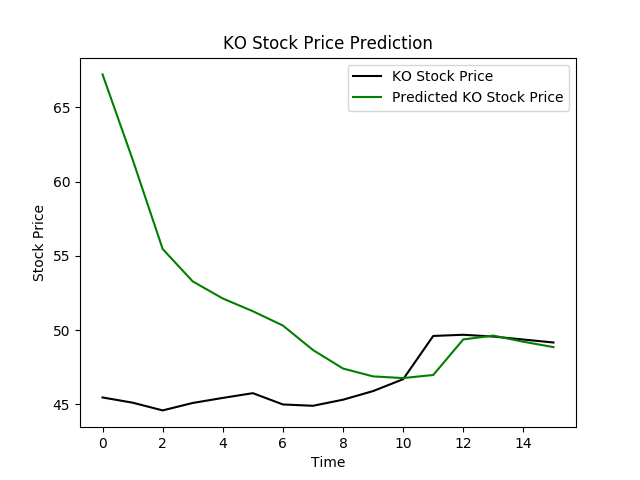 KO Stock Price Prediction
KO Stock Price
Predicted KO Stock Price
Stock Price
65
60
55
50
45
0 2 4 6 8 10 12 14
Time